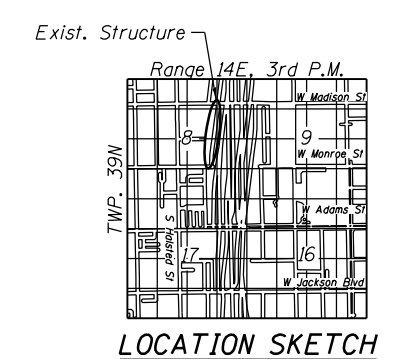 Exist. Structure
Range 14E, 3rd P.M.
W Madison St
8
9
W Monroe St
TWP. 39N
W Adams St
S Halsted St
17
16
W Jackson Blvd
LOCATION SKETCH